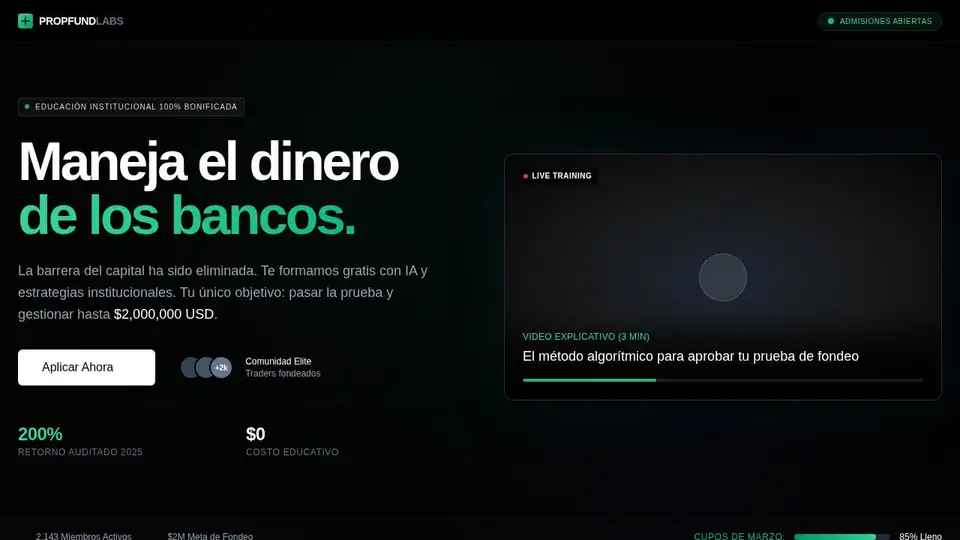 PROPFUNDLABS
ADMISIONES ABIERTAS
EDUCACIÓN INSTITUCIONAL 100% BONIFICADA
Maneja el dinero
de los bancos.
La barrera del capital ha sido eliminada. Te formamos gratis con IA y
estrategias institucionales. Tu único objetivo: pasar la prueba y
gestionar hasta $2,000,000 USD.
Aplicar Ahora
+2k
Comunidad Elite
Traders fondeados
200%
RETORNO AUDITADO 2025
$0
COSTO EDUCATIVO
LIVE TRAINING
VIDEO EXPLICATIVO (3 MIN)
El método algorítmico para aprobar tu prueba de fondeo
2,143 Miembros Activos
$2M Meta de Fondeo
CUPOS DE MARZO:
85% Lleno